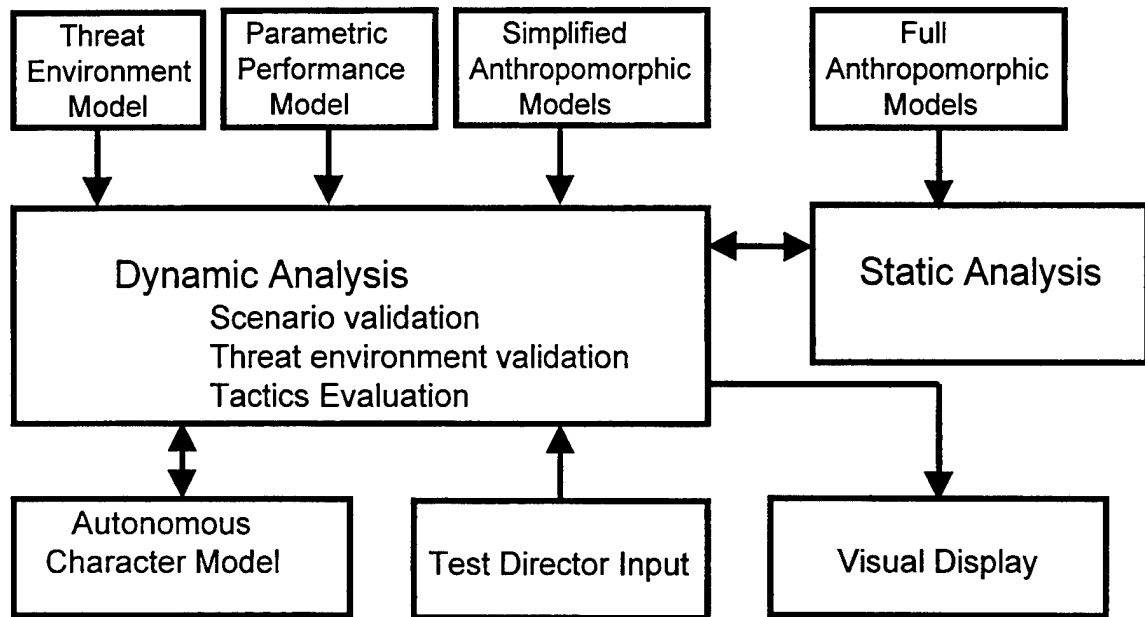 Threat
Environment
Model
Parametric
Performance
Model
Simplified
Anthropomorphic
Models
Full
Anthropomorphic
Models
Dynamic Analysis
Scenario validation
Threat environment validation
Tactics Evaluation
Static Analysis
Autonomous
Character Model
Test Director Input
Visual Display